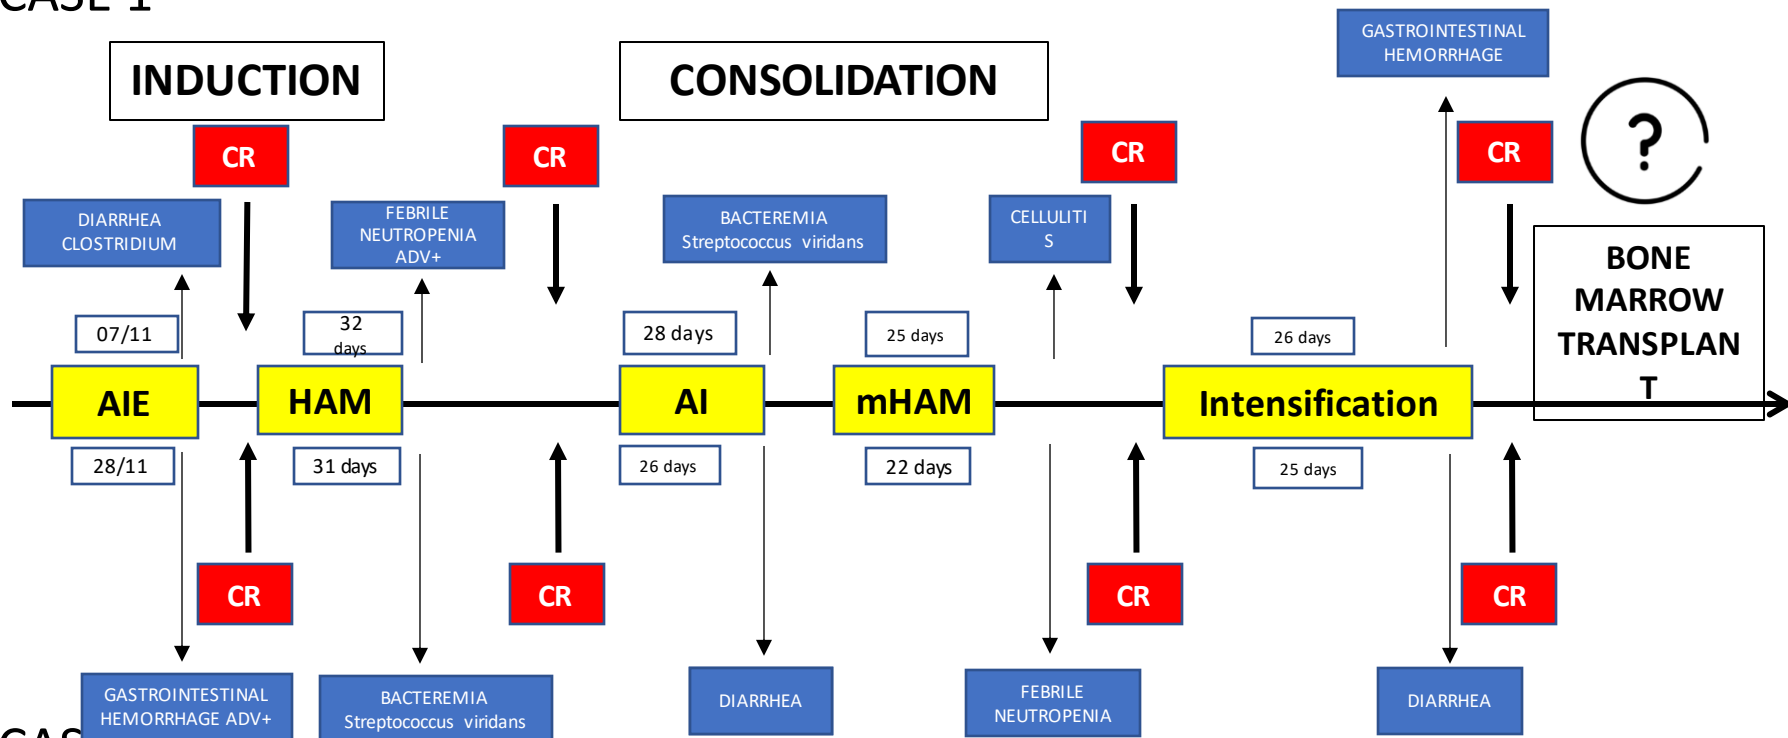 CASE 1
GASTROINTESTINAL
HEMORRHAGE
INDUCTION
CONSOLIDATION
CR
CR
CR
CR
?
DIARRHEA
CLOSTRIDIUM
FEBRILE
NEUTROPENIA
ADV+
BACTEREMIA
Streptococcus viridans
CELLULITI
S
BONE
MARROW
TRANSPLAN
T
07/11
32
days
28 days
25 days
26 days
AIE
HAM
AI
mHAM
Intensification
28/11
31 days
26 days
22 days
25 days
CR
CR
CR
CR
GASTROINTESTINAL
HEMORRHAGE ADV+
BACTEREMIA
Streptococcus viridans
DIARRHEA
FEBRILE
NEUTROPENIA
DIARRHEA